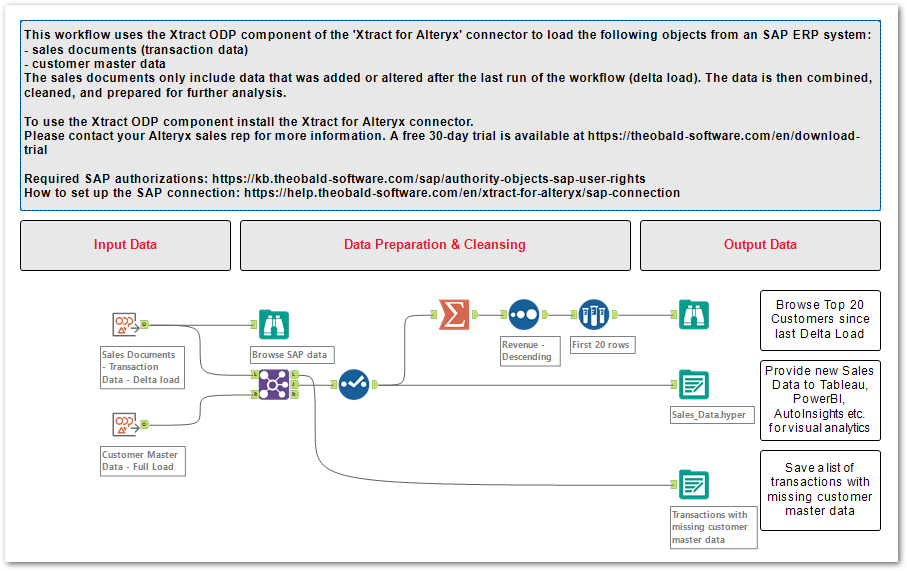 This workflow uses the Xtract ODP component of the 'Xtract for Alteryx' connector to load the following objects from an SAP ERP system:
- sales documents (transaction data)
- customer master data
The sales documents only include data that was added or altered after the last run of the workflow (delta load). The data is then combined,
cleaned, and prepared for further analysis.
To use the Xtract ODP component install the Xtract for Alteryx connector.
Please contact your Alteryx sales rep for more information. A free 30-day trial is available at https://theobald-software.com/en/download-
trial
Required SAP authorizations: https://kb.theobald-software.com/sap/authority-objects-sap-user-rights
How to set up the SAP connection: https://help.theobald-software.com/en/xtract-for-alteryx/sap-connection
Input Data
Data Preparation & Cleansing
Output Data
Sales Documents
- Transaction
Data - Delta load
Browse SAP data
L
R
L
J
R
Customer Master
Data - Full Load
Revenue -
Descending
First 20 rows
Browse Top 20
Customers since
last Delta Load
Sales_Data.hyper
Provide new Sales
Data to Tableau,
PowerBI,
AutoInsights etc.
for visual analytics
Transactions with
missing customer
master data
Save a list of
transactions with
missing customer
master data